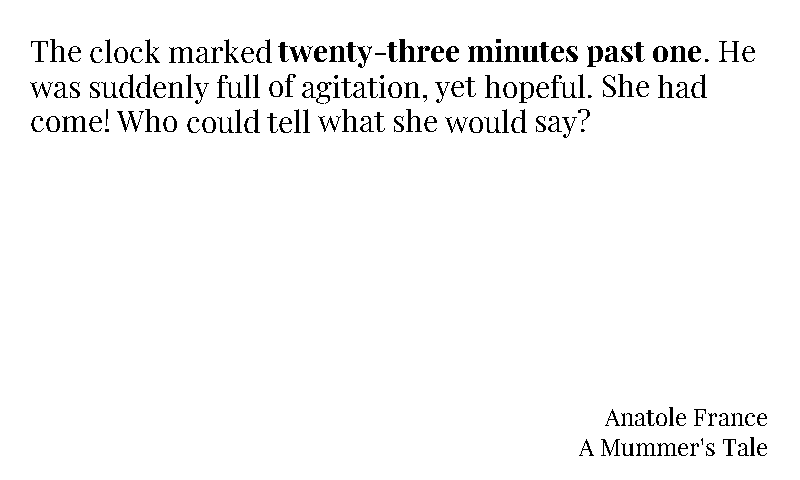 The clock marked twenty-three minutes past one. He
was suddenly full of agitation, yet hopeful. She had
come! Who could tell what she would say?
Anatole France
A Mummer's Tale